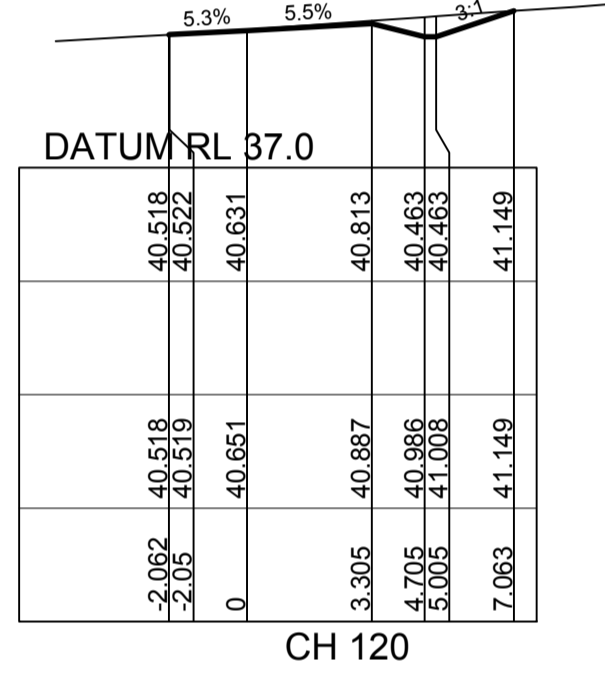 5.3% 5.5% 3:1
DATUM RL 37.0
40.518 40.522 40.631 40.813 40.463 40.463 41.149
40.518 40.519 40.651 40.887 40.986 41.008 41.149
-2.062 -2.05 0 3.305 4.705 5.005 7.063
CH 120